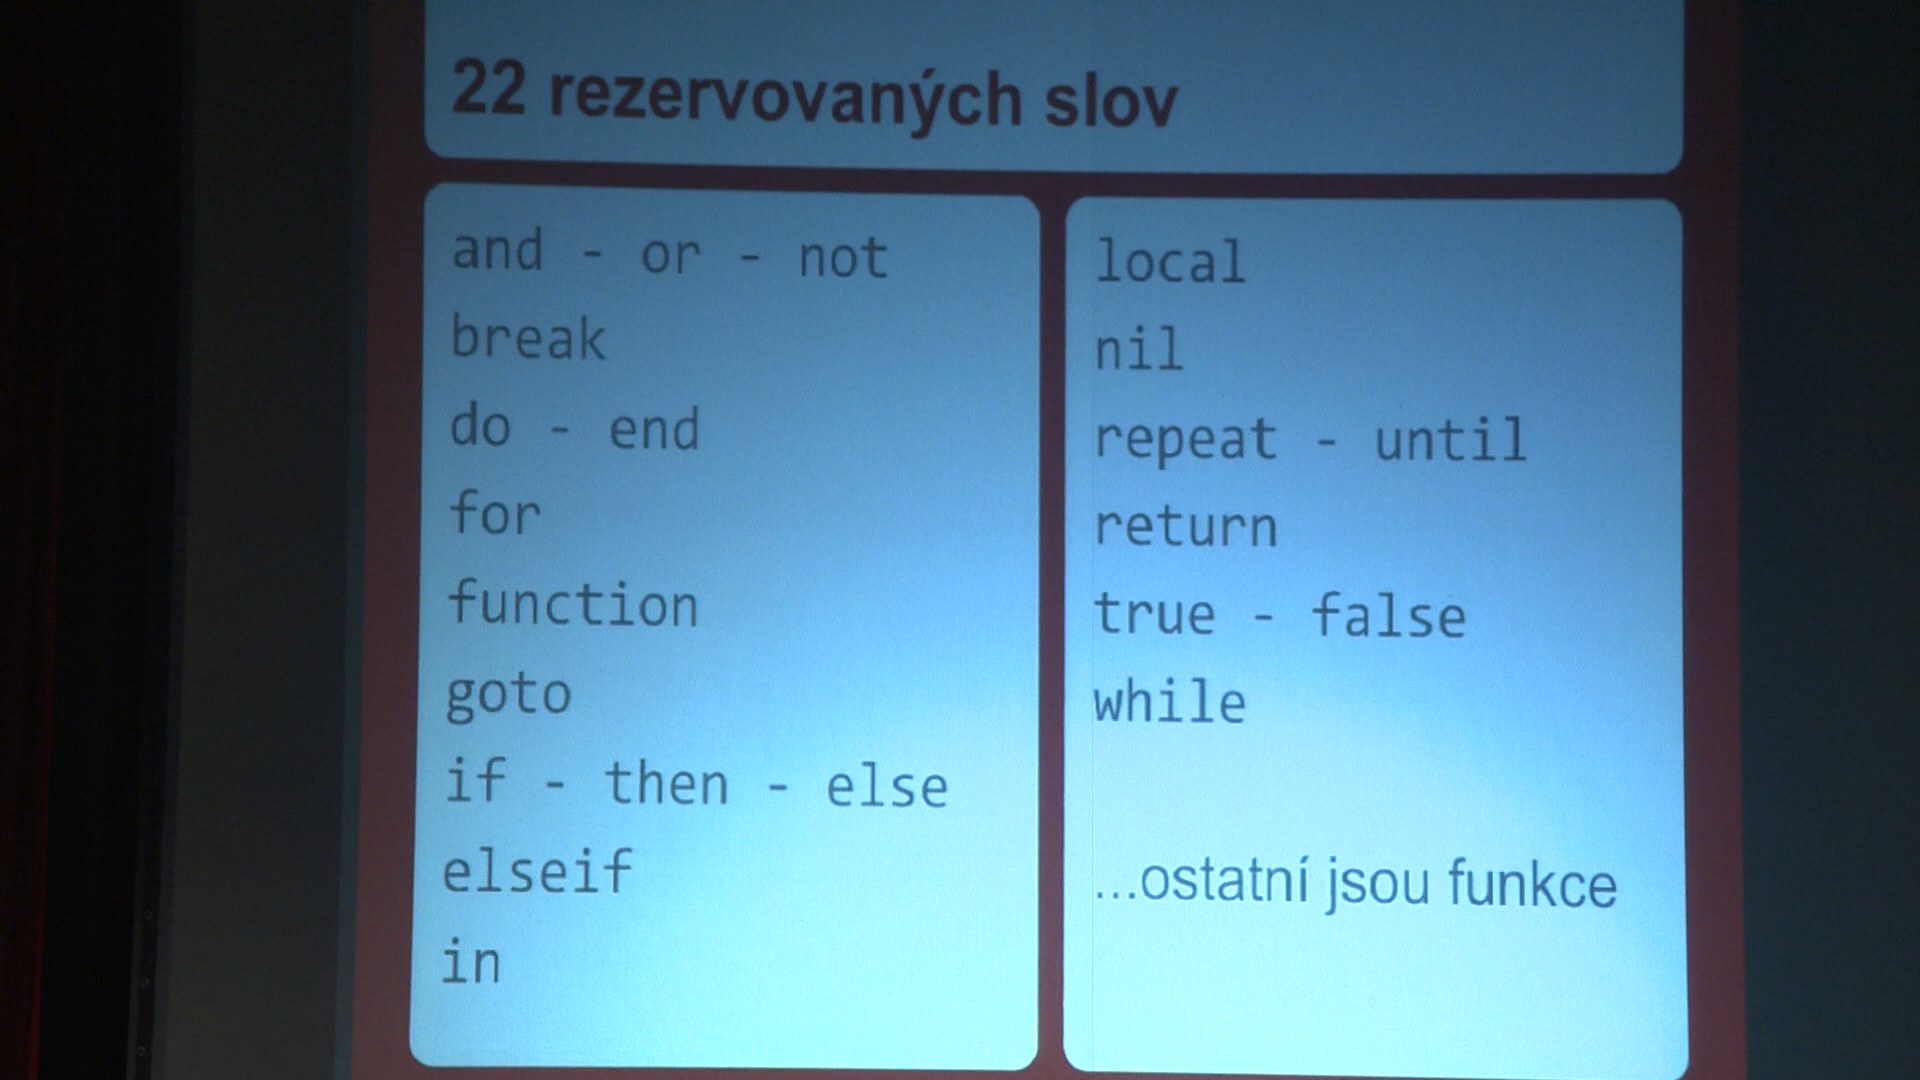 22 rezervovaných slov
and - or - not
break
do - end
for
function
goto
if - then - else
elseif
in
local
nil
repeat - until
return
true - false
while
...ostatní jsou funkce